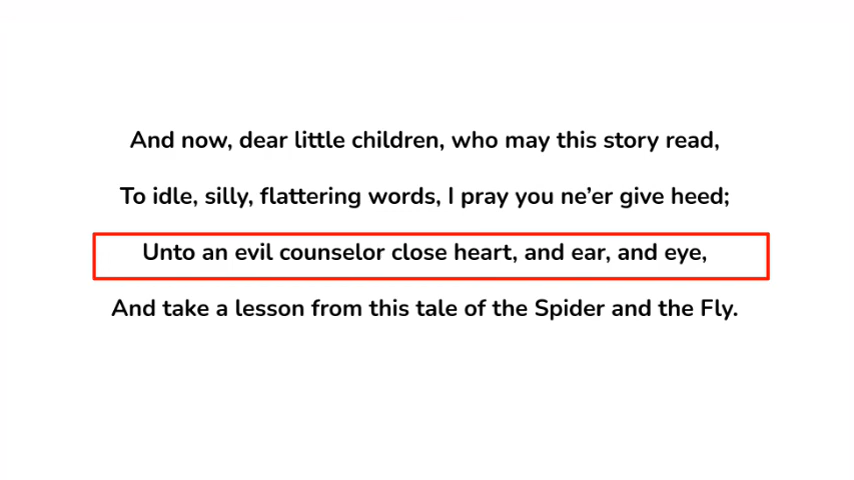 And now, dear little children, who may this story read,
To idle, silly, flattering words, I pray you ne’er give heed;
Unto an evil counselor close heart, and ear, and eye,
And take a lesson from this tale of the Spider and the Fly.